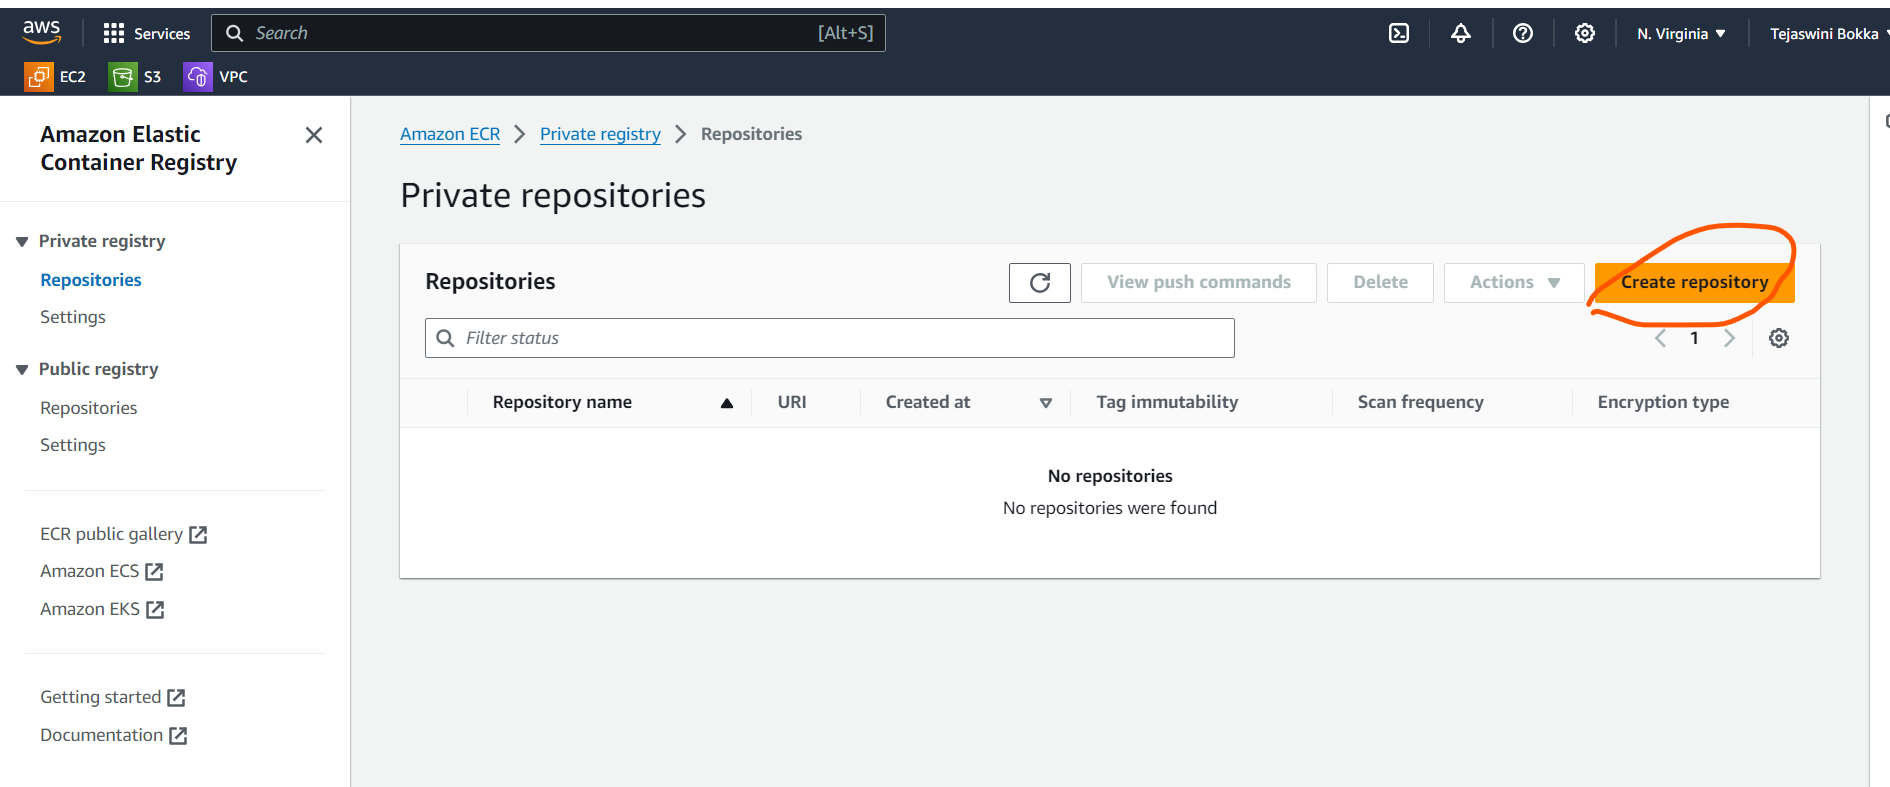 aws
Services
Search
[Alt+S]
N. Virginia
Tejaswini Bokka
EC2
S3
VPC
Amazon Elastic
Container Registry
Private registry
Repositories
Settings
Public registry
Repositories
Settings
ECR public gallery
Amazon ECS
Amazon EKS
Getting started
Documentation
Amazon ECR
Private registry
Repositories
Private repositories
Repositories
View push commands
Delete
Actions
Create repository
Filter status
1
Repository name
URI
Created at
Tag immutability
Scan frequency
Encryption type
No repositories
No repositories were found